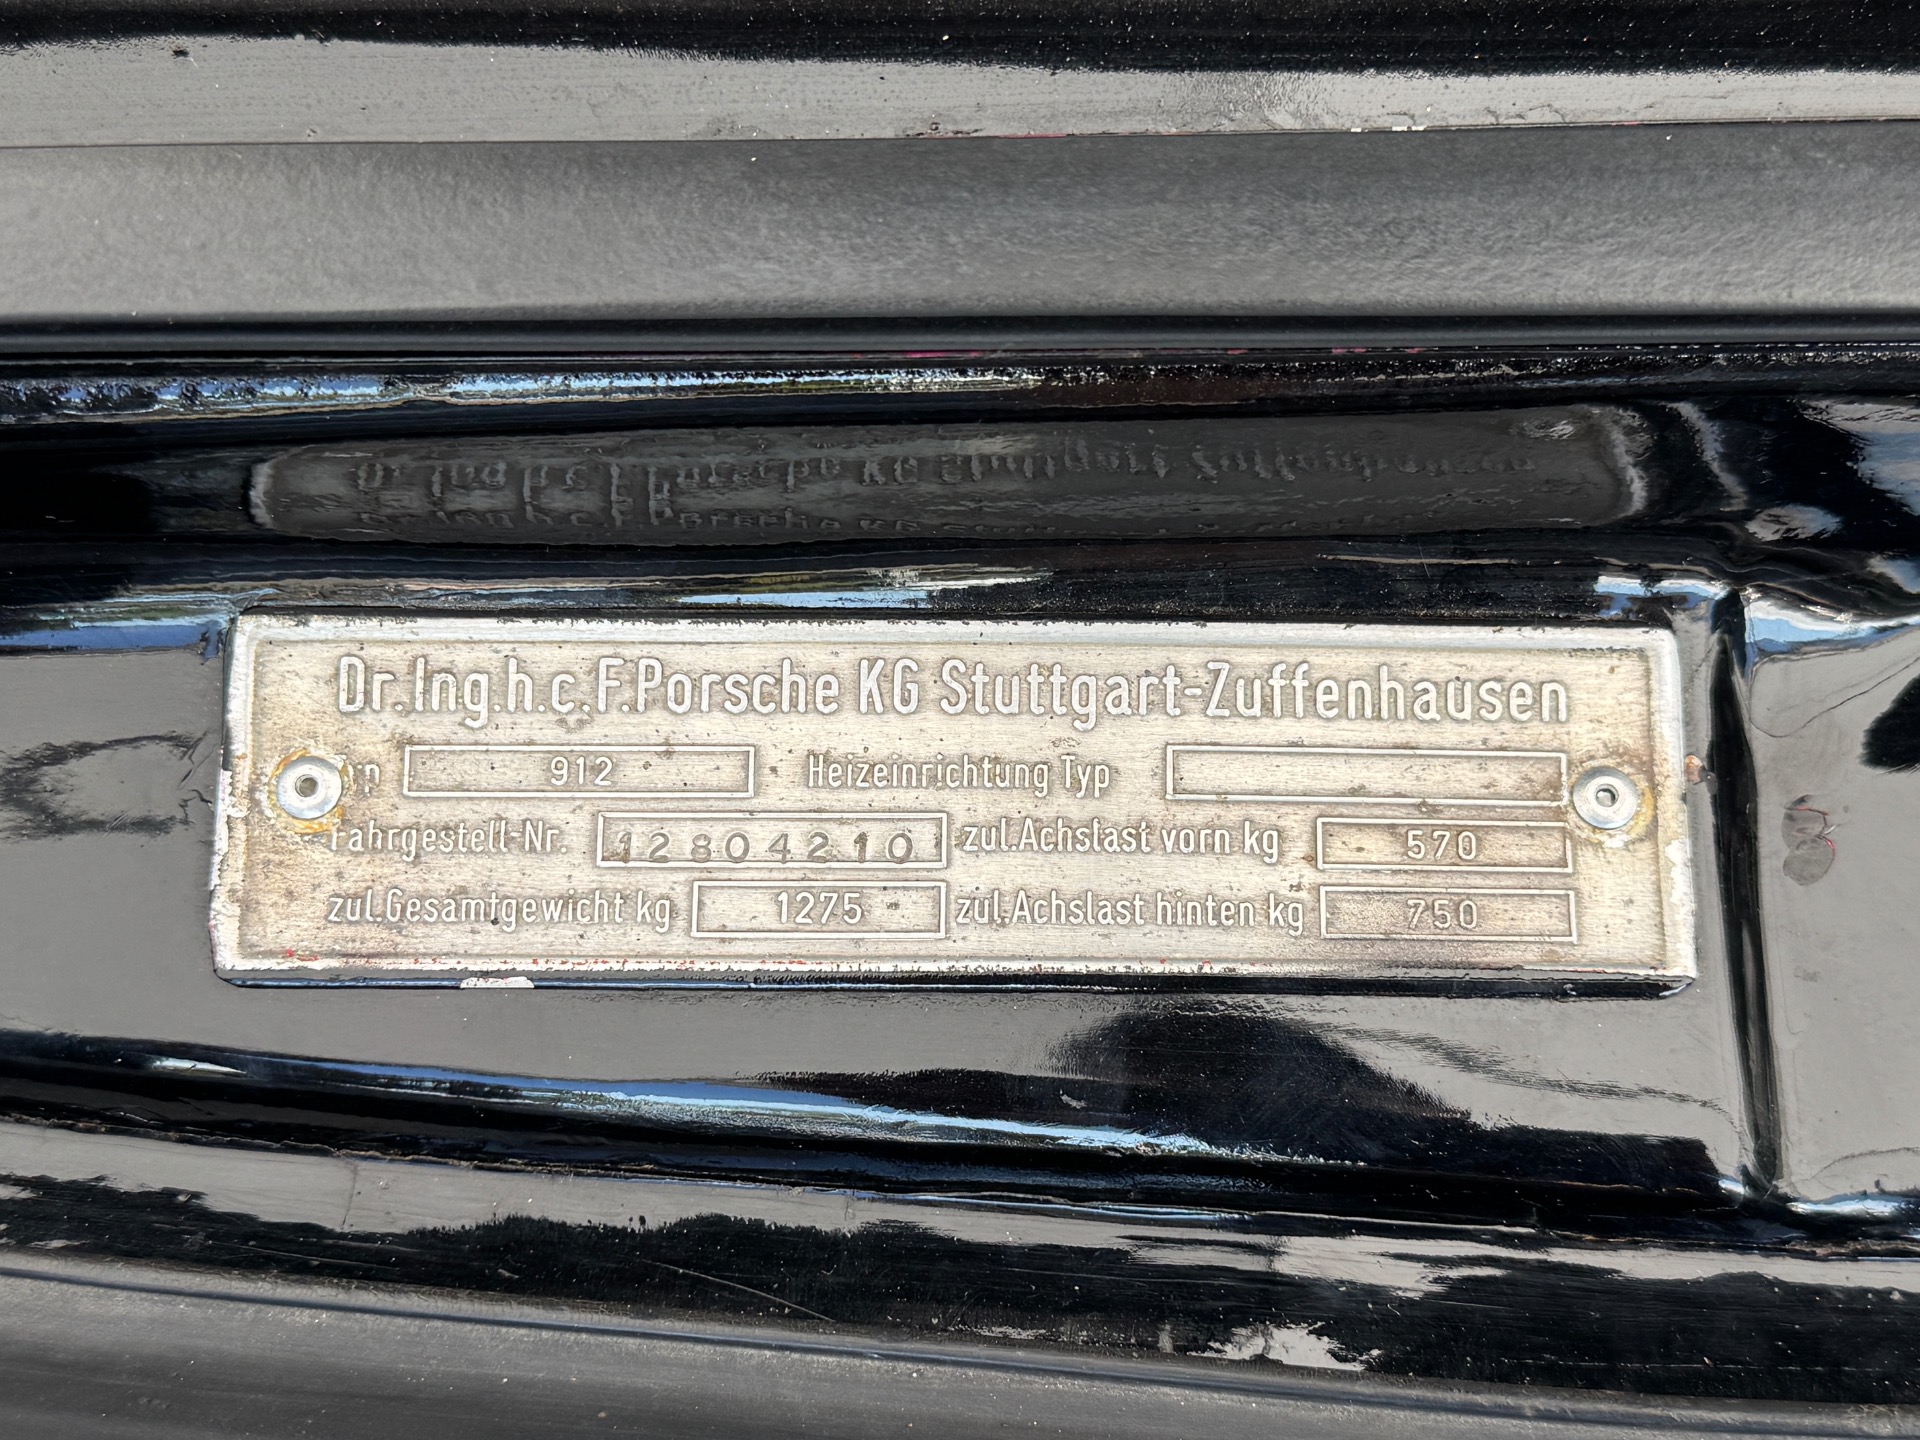 Dr.Ing.h.c.F.Porsche KG Stuttgart-Zuffenhausen
Typ 912 Heizeinrichtung Typ
Fahrgestell-Nr. 12804210 zul.Achslast vorn kg 570
zul.Gesamtgewicht kg 1275 zul.Achslast hinten kg 750